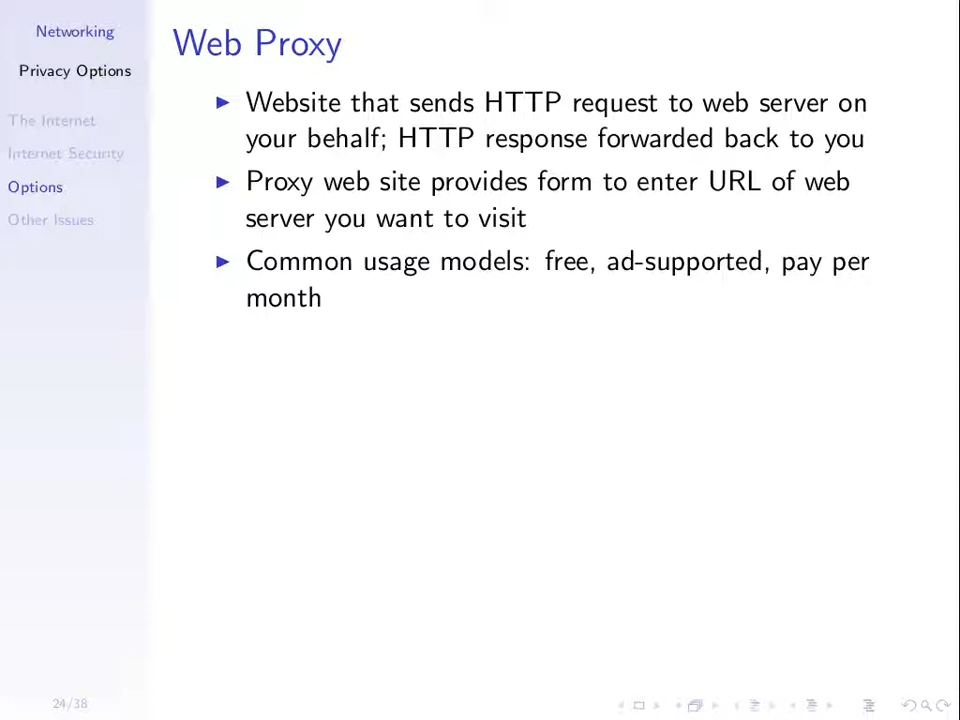 Networking
Privacy Options
The Internet
Internet Security
Options
Other Issues
Web Proxy
Website that sends HTTP request to web server on
your behalf; HTTP response forwarded back to you
Proxy web site provides form to enter URL of web
server you want to visit
Common usage models: free, ad-supported, pay per
month
24/38